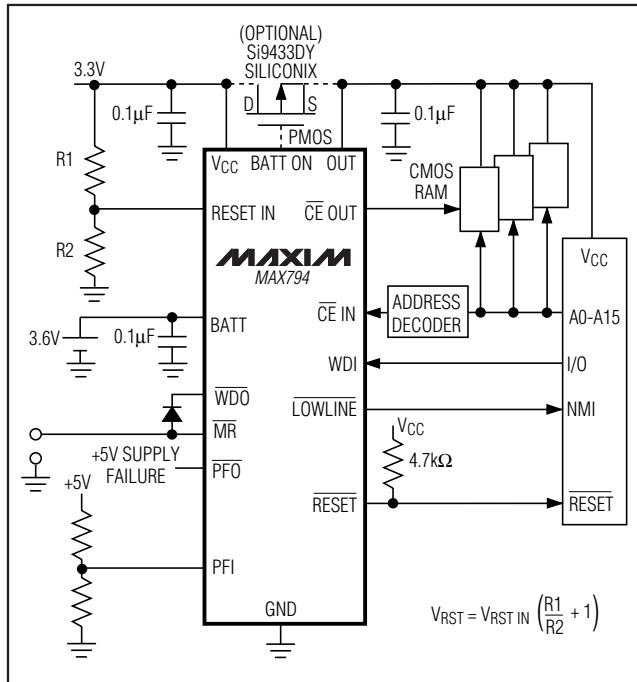 (OPTIONAL)
Si9433DY
SILICONIX
3.3V
D
S
0.1µF
0.1µF
PMOS
VCC
BATT ON
OUT
R1
CMOS
RAM
RESET IN
CE OUT
R2
MAXIM
MAX794
VCC
BATT
CE IN
ADDRESS
DECODER
A0-A15
3.6V
0.1µF
WDI
I/O
WDO
LOWLINE
NMI
MR
VCC
+5V SUPPLY
FAILURE
PFO
4.7kΩ
+5V
RESET
RESET
PFI
GND
VRST = VRST IN (R1/R2 + 1)